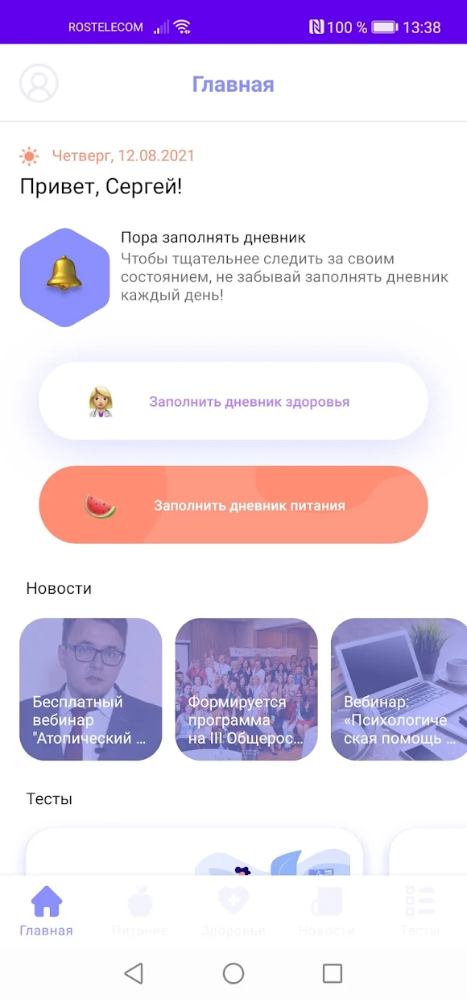 ROSTELECOM 100 % 13:38
Главная
Четверг, 12.08.2021
Привет, Сергей!
Пора заполнять дневник
Чтобы тщательнее следить за своим
состоянием, не забывай заполнять дневник
каждый день!
Заполнить дневник здоровья
Заполнить дневник питания
Новости
Бесплатный
вебинар
"Атопический ...
Формируется
программа
на III Общерос...
Вебинар:
«Психологиче
ская помощь ...
Тесты
Главная Питание Здоровье Новости Тесты